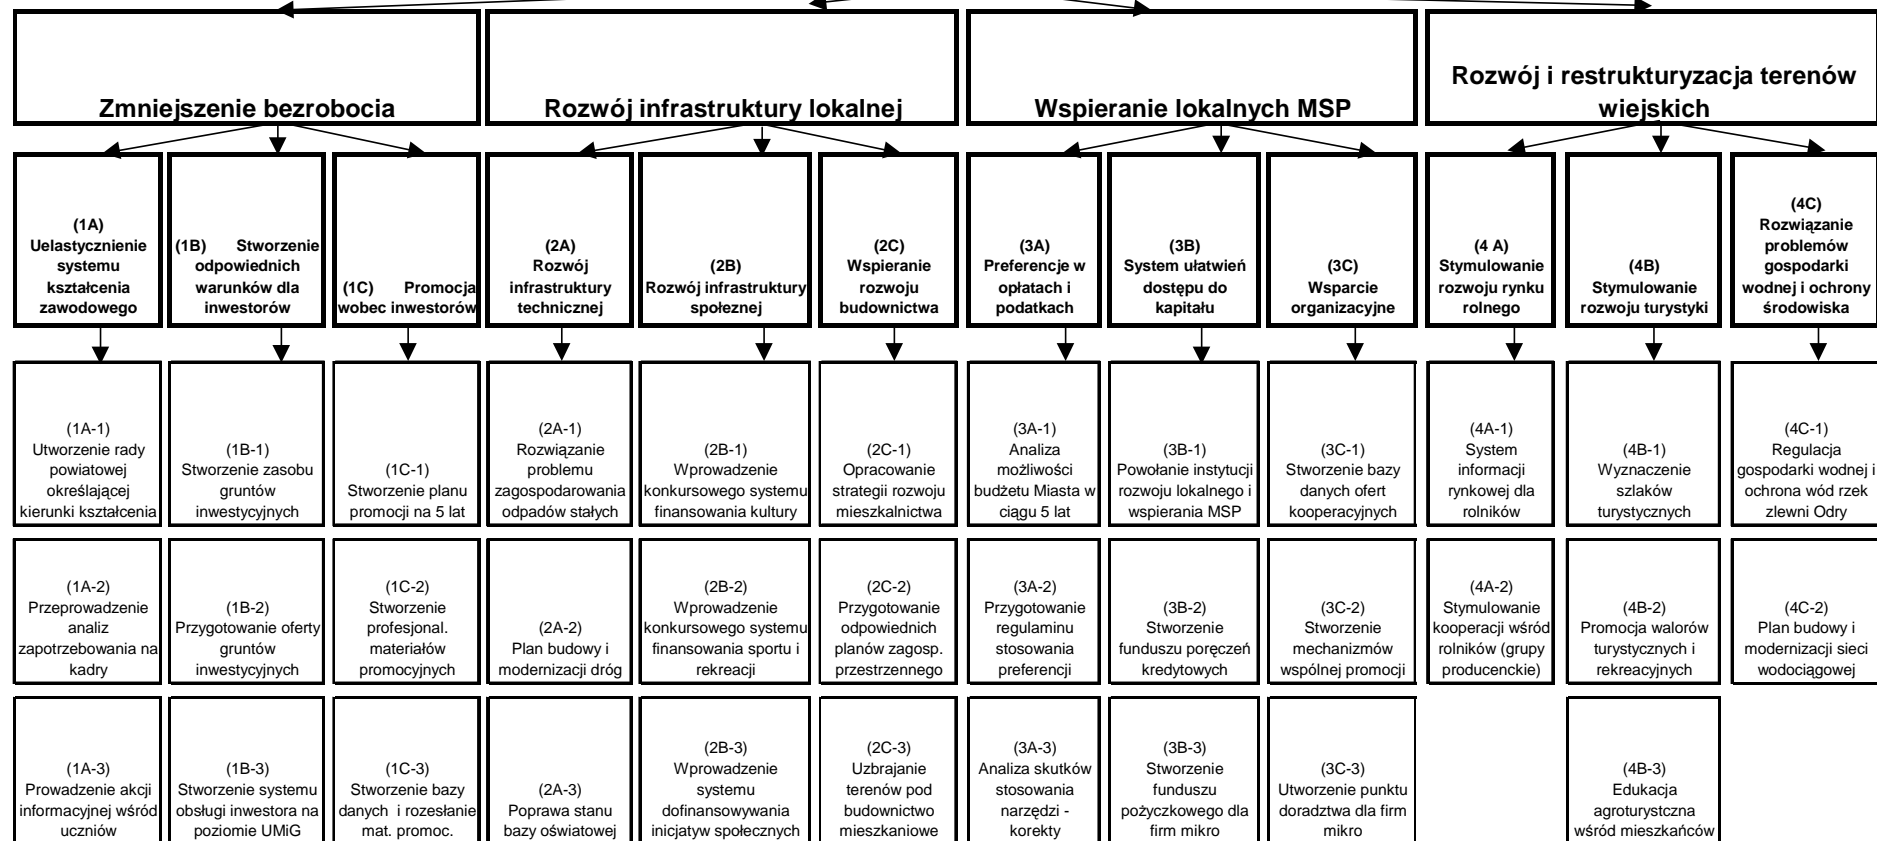 Zmniejszenie bezrobocia
Rozwój infrastruktury lokalnej
Wspieranie lokalnych MSP
Rozwój i restrukturyzacja terenów
wiejskich
(1A)
Uelastycznienie
systemu
kształcenia
zawodowego
(1B) Stworzenie
odpowiednich
warunków dla
inwestorów
(1C) Promocja
wobec inwestorów
(2A)
Rozwój
infrastruktury
technicznej
(2B)
Rozwój infrastruktury
społeznej
(2C)
Wspieranie
rozwoju
budownictwa
(3A)
Preferencje w
opłatach i
podatkach
(3B)
System ułatwień
dostępu do
kapitału
(3C)
Wsparcie
organizacyjne
(4 A)
Stymulowanie
rozwoju rynku
rolnego
(4B)
Stymulowanie
rozwoju turystyki
(4C)
Rozwiązanie
problemów
gospodarki
wodnej i ochrony
środowiska
(1A-1)
Utworzenie rady
powiatowej
określającej
kierunki kształcenia
(1B-1)
Stworzenie zasobu
gruntów
inwestycyjnych
(1C-1)
Stworzenie planu
promocji na 5 lat
(2A-1)
Rozwiązanie
problemu
zagospodarowania
odpadów stałych
(2B-1)
Wprowadzenie
konkursowego systemu
finansowania kultury
(2C-1)
Opracowanie
strategii rozwoju
mieszkalnictwa
(3A-1)
Analiza
możliwości
budżetu Miasta w
ciągu 5 lat
(3B-1)
Powołanie instytucji
rozwoju lokalnego i
wspierania MSP
(3C-1)
Stworzenie bazy
danych ofert
kooperacyjnych
(4A-1)
System
informacji
rynkowej dla
rolników
(4B-1)
Wyznaczenie
szlaków
turystycznych
(4C-1)
Regulacja
gospodarki wodnej i
ochrona wód rzek
zlewni Odry
(1A-2)
Przeprowadzenie
analiz
zapotrzebowania na
kadry
(1B-2)
Przygotowanie oferty
gruntów
inwestycyjnych
(1C-2)
Stworzenie
profesjonal.
materiałów
promocyjnych
(2A-2)
Plan budowy i
modernizacji dróg
(2B-2)
Wprowadzenie
konkursowego systemu
finansowania sportu i
rekreacji
(2C-2)
Przygotowanie
odpowiednich
planów zagosp.
przestrzennego
(3A-2)
Przygotowanie
regulaminu
stosowania
preferencji
(3B-2)
Stworzenie
funduszu poręczeń
kredytowych
(3C-2)
Stworzenie
mechanizmów
wspólnej promocji
(4A-2)
Stymulowanie
kooperacji wśród
rolników (grupy
producenckie)
(4B-2)
Promocja walorów
turystycznych i
rekreacyjnych
(4C-2)
Plan budowy i
modernizacji sieci
wodociągowej
(1A-3)
Prowadzenie akcji
informacyjnej wśród
uczniów
(1B-3)
Stworzenie systemu
obsługi inwestora na
poziomie UMiG
(1C-3)
Stworzenie bazy
danych i rozesłanie
mat. promoc.
(2A-3)
Poprawa stanu
bazy oświatowej
(2B-3)
Wprowadzenie
systemu
dofinansowywania
inicjatyw społecznych
(2C-3)
Uzbrajanie
terenów pod
budownictwo
mieszkaniowe
(3A-3)
Analiza skutków
stosowania
narzędzi -
korekty
(3B-3)
Stworzenie
funduszu
pożyczkowego dla
firm mikro
(3C-3)
Utworzenie punktu
doradztwa dla firm
mikro
(4B-3)
Edukacja
agroturystczna
wśród mieszkańców